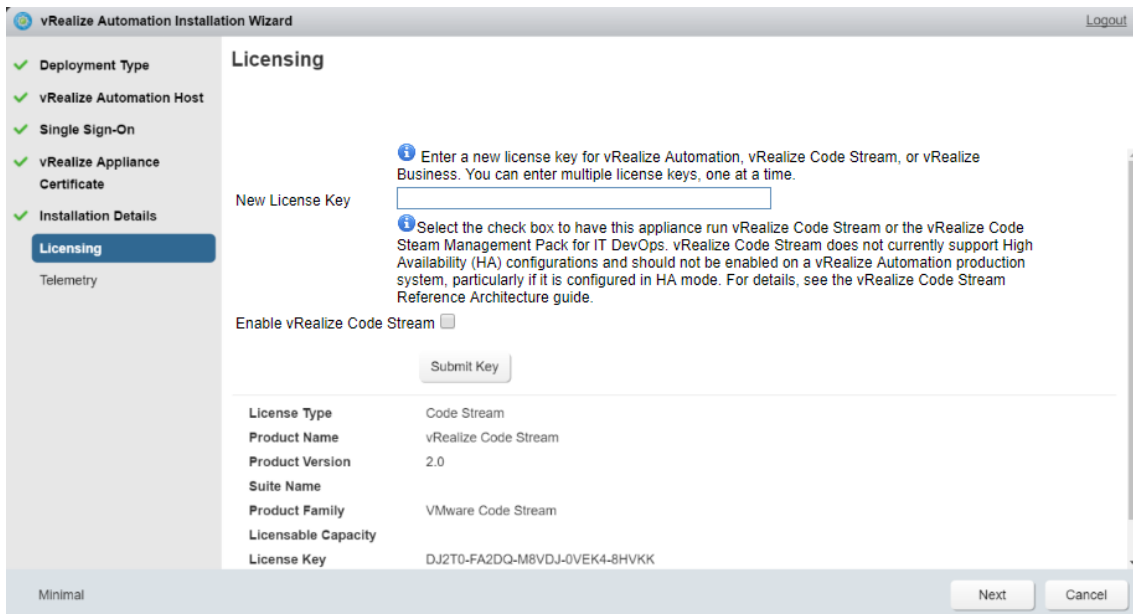 vRealize Automation Installation Wizard
Logout
Deployment Type
vRealize Automation Host
Single Sign-On
vRealize Appliance
Certificate
Installation Details
Licensing
Telemetry
Licensing
Enter a new license key for vRealize Automation, vRealize Code Stream, or vRealize
Business. You can enter multiple license keys, one at a time.
New License Key
Select the check box to have this appliance run vRealize Code Stream or the vRealize Code
Steam Management Pack for IT DevOps. vRealize Code Stream does not currently support High
Availability (HA) configurations and should not be enabled on a vRealize Automation production
system, particularly if it is configured in HA mode. For details, see the vRealize Code Stream
Reference Architecture guide.
Enable vRealize Code Stream
Submit Key
License Type Code Stream
Product Name vRealize Code Stream
Product Version 2.0
Suite Name
Product Family VMware Code Stream
Licensable Capacity
License Key DJ2T0-FA2DQ-M8VDJ-0VEK4-8HVKK
Minimal
Next
Cancel